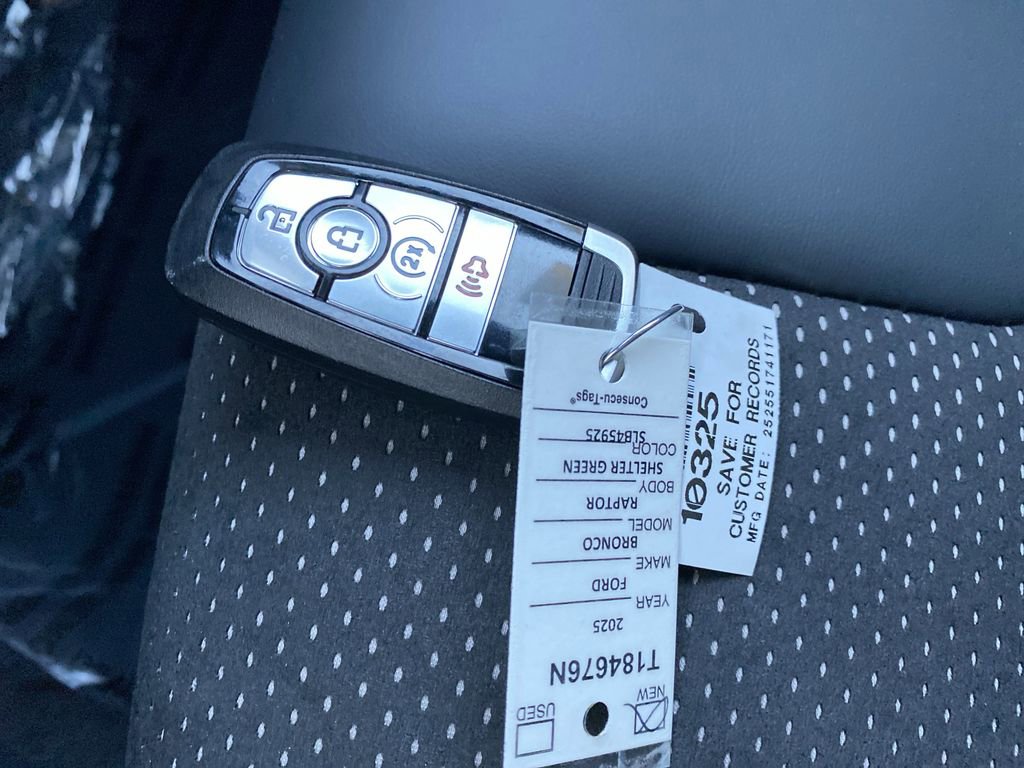 2x
T184676N
NEW
USED
2025
YEAR
FORD
MAKE
BRONCO
MODEL
RAPTOR
BODY
SHELTER GREEN
COLOR
SLB45925
Consecu-Tags®
10325
SAVE FOR
CUSTOMER RECORDS
MFG DATE: 252551741171